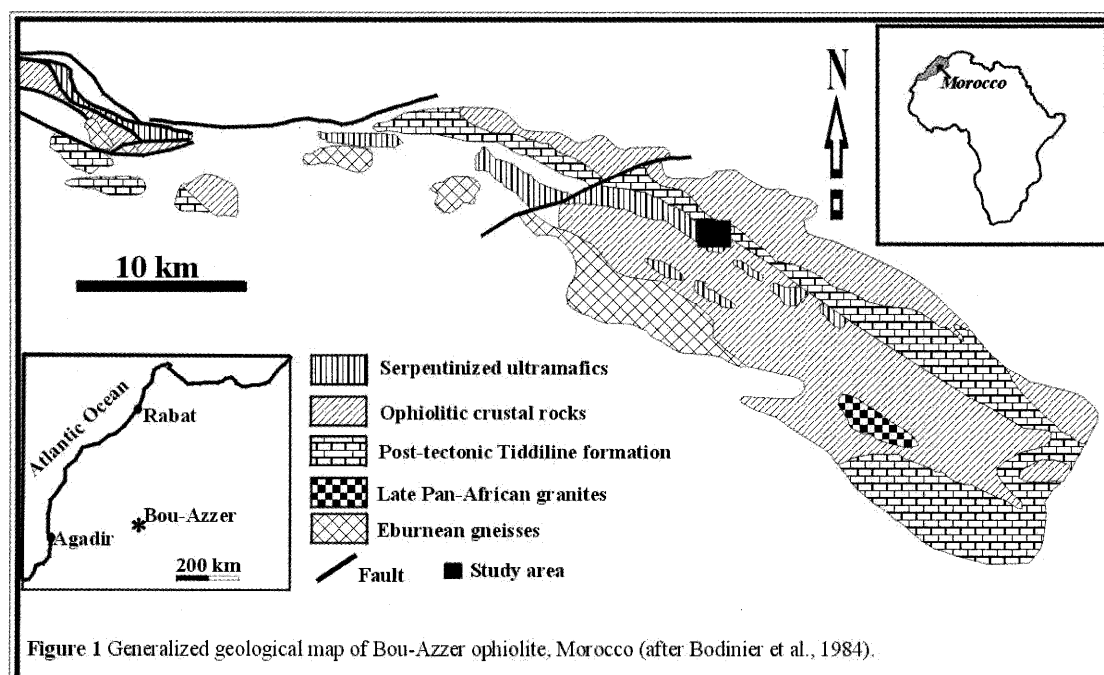 N
Morocco
10 km
Atlantic Ocean
Rabat
Bou-Azzer
Agadir
200 km
Serpentinized ultramafics
Ophiolitic crustal rocks
Post-tectonic Tiddiline formation
Late Pan-African granites
Eburnean gneisses
Fault
Study area
Figure 1 Generalized geological map of Bou-Azzer ophiolite, Morocco (after Bodinier et al., 1984).